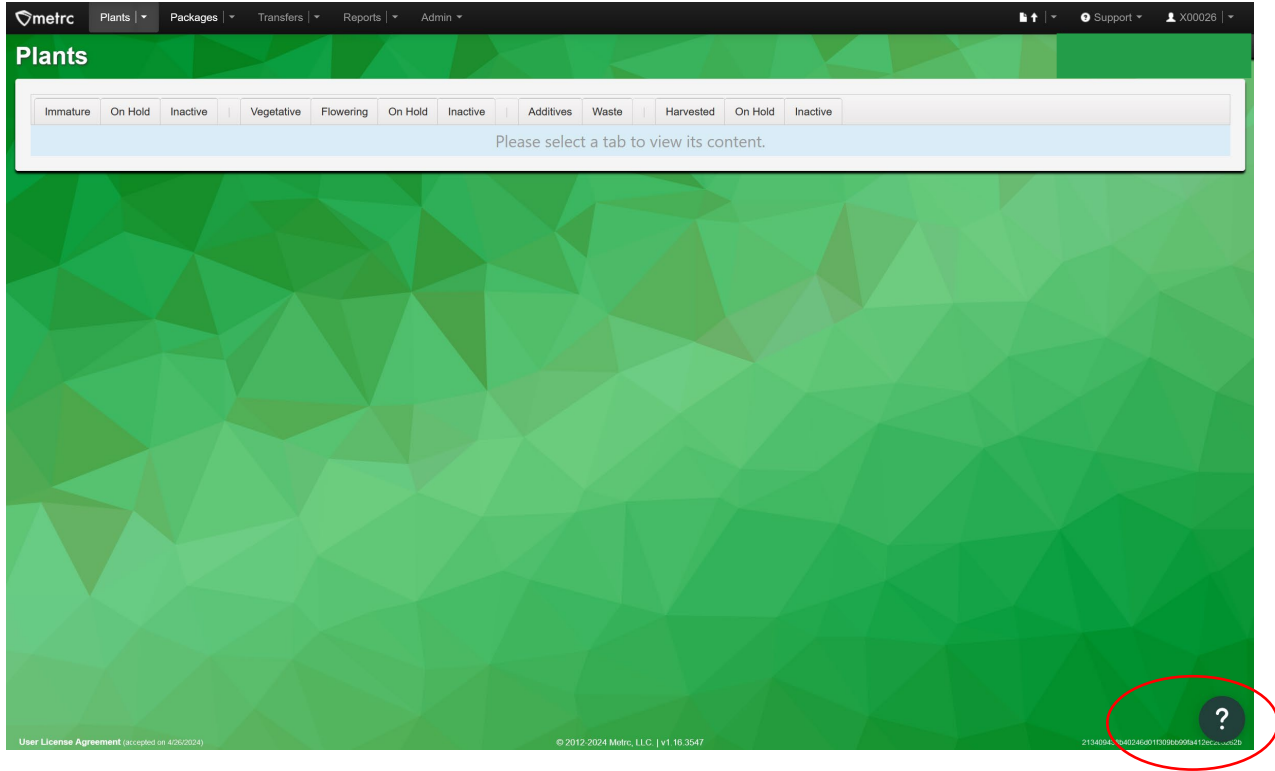 metrc Plants Packages Transfers Reports Admin Support X00026
Plants
Immature On Hold Inactive | Vegetative Flowering On Hold Inactive | Additives Waste | Harvested On Hold Inactive
Please select a tab to view its content.
?
User License Agreement (accepted on 4/26/2024) © 2012-2024 Metrc, LLC. | v1.16.3547